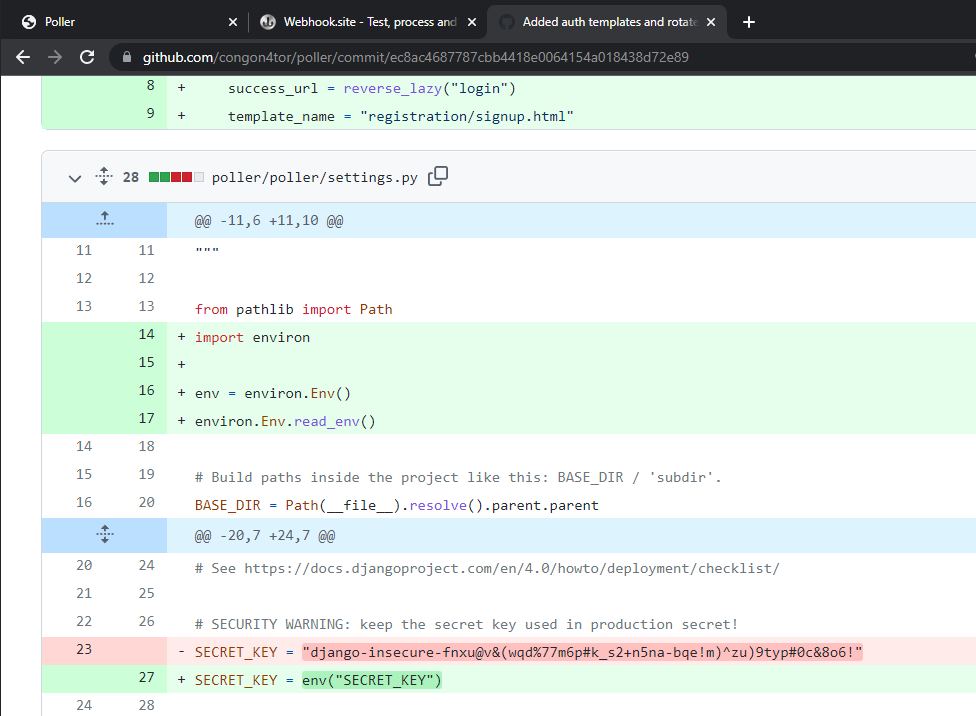 Poller
Webhook.site - Test, process and
Added auth templates and rotate
github.com/congon4tor/poller/commit/ec8ac4687787cbb4418e0064154a018438d72e89
8 + success_url = reverse_lazy("login")
9 + template_name = "registration/signup.html"
28 poller/poller/settings.py
@@ -11,6 +11,10 @@
11 11 """
12 12
13 13 from pathlib import Path
14 + import environ
15 +
16 + env = environ.Env()
17 + environ.Env.read_env()
14 18
15 19 # Build paths inside the project like this: BASE_DIR / 'subdir'.
16 20 BASE_DIR = Path(__file__).resolve().parent.parent
@@ -20,7 +24,7 @@
20 24 # See https://docs.djangoproject.com/en/4.0/howto/deployment/checklist/
21 25
22 26 # SECURITY WARNING: keep the secret key used in production secret!
23 - SECRET_KEY = "django-insecure-fnxu@v&(wqd%77m6p#k_s2+n5na-bqe!m)^zu)9typ#0c&8o6!"
27 + SECRET_KEY = env("SECRET_KEY")
24 28